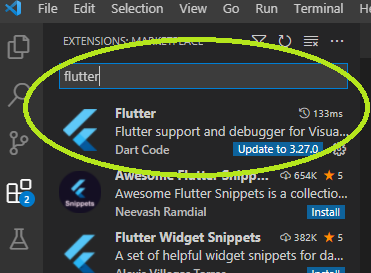 File Edit Selection View Go Run Terminal
EXTENSIONS: MARKETPLACE
flutter
Flutter 133ms
Flutter support and debugger for Visua...
Dart Code Update to 3.27.0
Awesome Flutter Snipp... 654K 5
Awesome Flutter Snippets is a collectio...
Snippets
Neevash Ramdial Install
2
Flutter Widget Snippets 382K 5
A set of helpful widget snippets for da...
Install